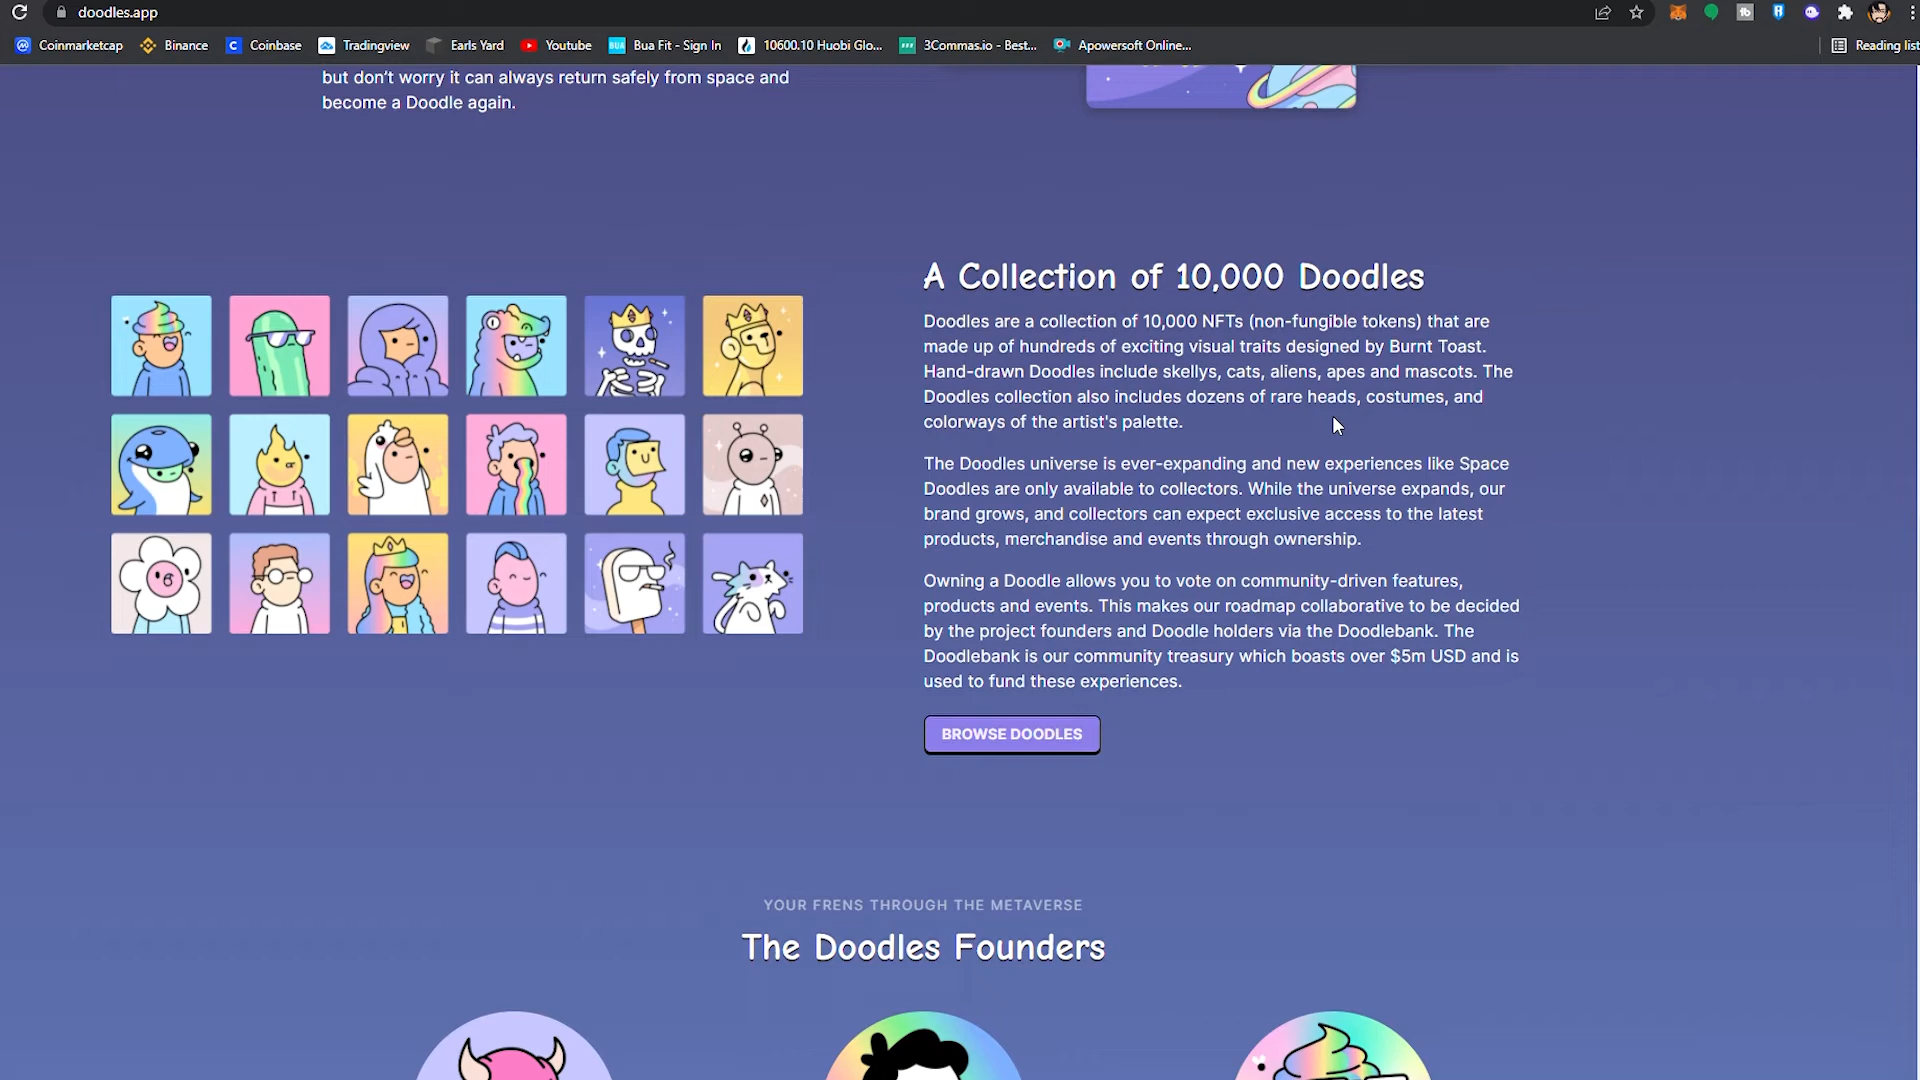 doodles.app
Coinmarketcap
Binance
Coinbase
Tradingview
Earls Yard
Youtube
BUA
Bua Fit - Sign In
10600.10 Huobi Glo...
3Commas.io - Best...
Apowersoft Online...
Reading list
but don't worry it can always return safely from space and
become a Doodle again.
A Collection of 10,000 Doodles
Doodles are a collection of 10,000 NFTs (non-fungible tokens) that are
made up of hundreds of exciting visual traits designed by Burnt Toast.
Hand-drawn Doodles include skellys, cats, aliens, apes and mascots. The
Doodles collection also includes dozens of rare heads, costumes, and
colorways of the artist's palette.
The Doodles universe is ever-expanding and new experiences like Space
Doodles are only available to collectors. While the universe expands, our
brand grows, and collectors can expect exclusive access to the latest
products, merchandise and events through ownership.
Owning a Doodle allows you to vote on community-driven features,
products and events. This makes our roadmap collaborative to be decided
by the project founders and Doodle holders via the Doodlebank. The
Doodlebank is our community treasury which boasts over $5m USD and is
used to fund these experiences.
BROWSE DOODLES
YOUR FRENS THROUGH THE METAVERSE
The Doodles Founders